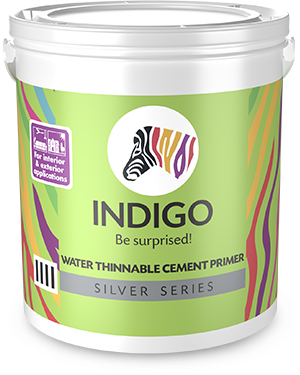 For interior
& exterior
applications
INDIGO
Be surprised!
WATER THINNABLE CEMENT PRIMER
SILVER SERIES